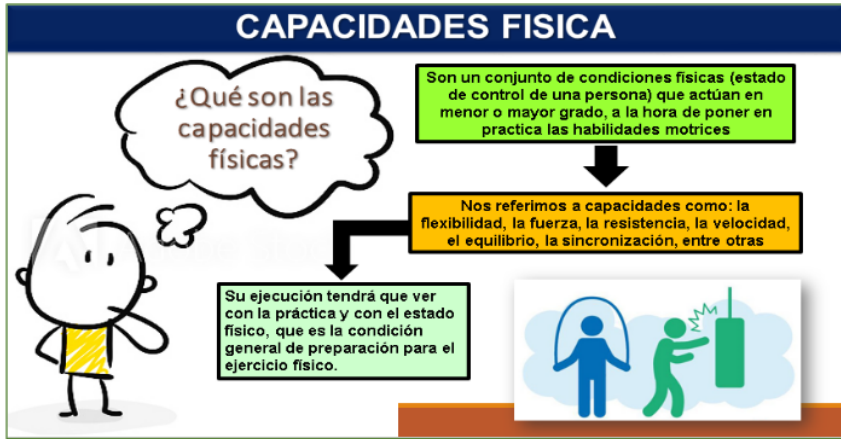 CAPACIDADES FISICA
¿Qué son las
capacidades
físicas?
Son un conjunto de condiciones físicas (estado
de control de una persona) que actúan en
menor o mayor grado, a la hora de poner en
practica las habilidades motrices
Nos referimos a capacidades como: la
flexibilidad, la fuerza, la resistencia, la velocidad,
el equilibrio, la sincronización, entre otras
Su ejecución tendrá que ver
con la práctica y con el estado
físico, que es la condición
general de preparación para el
ejercicio físico.